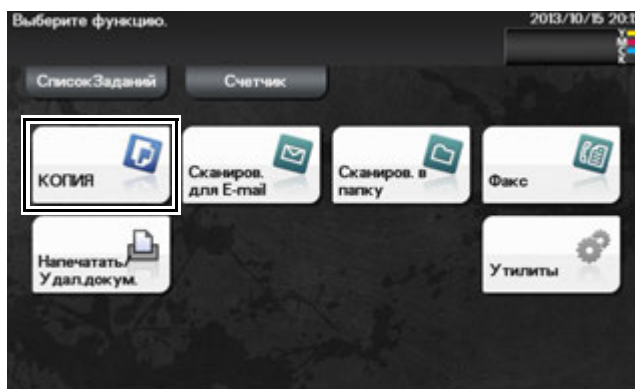 Выберите функцию.
2013/10/15 20:1
Y
M
C
K
СписокЗаданий
Счетчик
КОПИЯ
Сканиров.
для E-mail
Сканиров. в
папку
Факс
Напечатать/
Удал.докум.
Утилиты